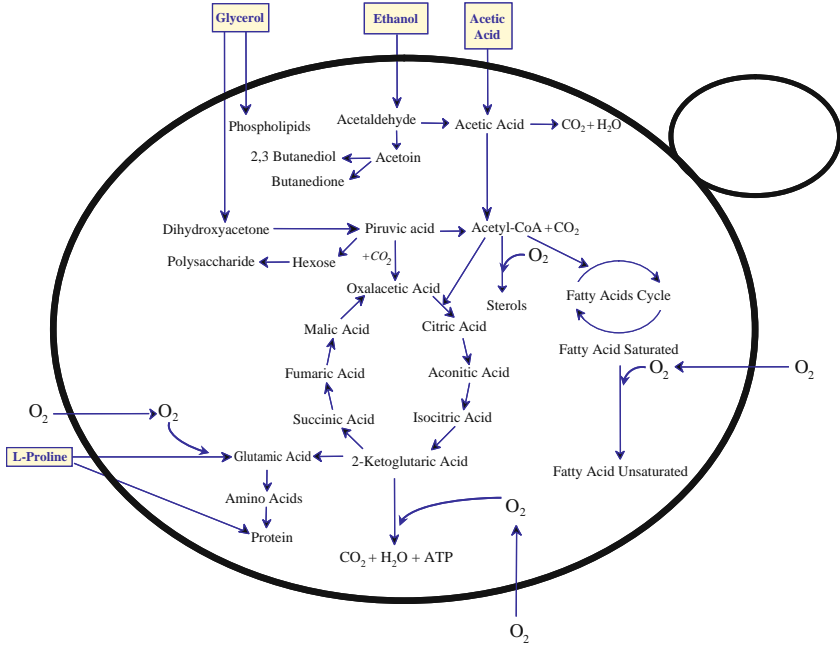 Glycerol
Ethanol
Acetic
Acid
Phospholipids
Acetaldehyde
Acetic Acid
CO2 + H2O
2,3 Butanediol
Acetoin
Butanedione
Dihydroxyacetone
Piruvic acid
Acetyl-CoA + CO2
Polysaccharide
Hexose
+CO2
O2
Oxalacetic Acid
Sterols
Fatty Acids Cycle
Malic Acid
Citric Acid
Fatty Acid Saturated
Fumaric Acid
Aconitic Acid
O2
O2
O2
O2
Succinic Acid
Isocitric Acid
L-Proline
Glutamic Acid
2-Ketoglutaric Acid
Fatty Acid Unsaturated
Amino Acids
O2
Protein
CO2 + H2O + ATP
O2